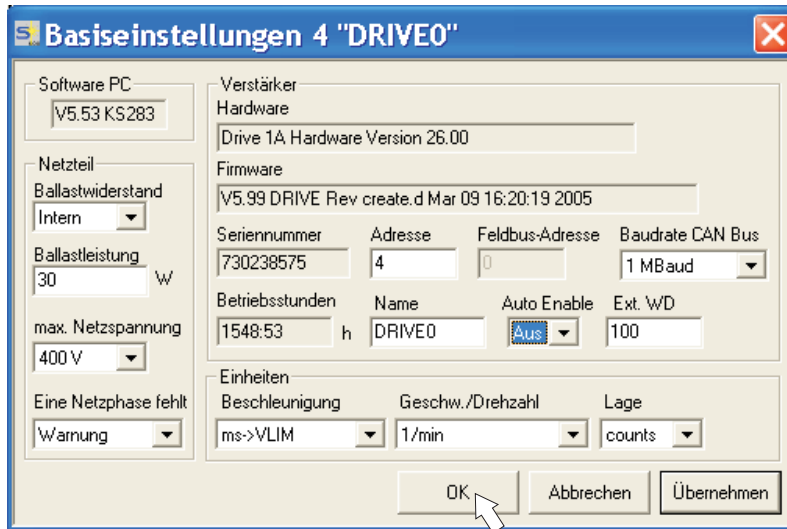 Basiseinstellungen 4 "DRIVE0"
Software PC
V5.53 KS283
Netzteil
Ballastwiderstand
Intern
Ballastleistung
30 W
max. Netzspannung
400 V
Eine Netzphase fehlt
Warnung
Verstärker
Hardware
Drive 1A Hardware Version 26.00
Firmware
V5.99 DRIVE Rev create.d Mar 09 16:20:19 2005
Seriennummer Adresse Feldbus-Adresse Baudrate CAN Bus
730238575 4 0 1 MBaud
Betriebsstunden Name Auto Enable Ext. WD
1548:53 h DRIVE0 Aus 100
Einheiten
Beschleunigung Geschw./Drehzahl Lage
ms->VLIM 1/min counts
OK Abbrechen Übernehmen